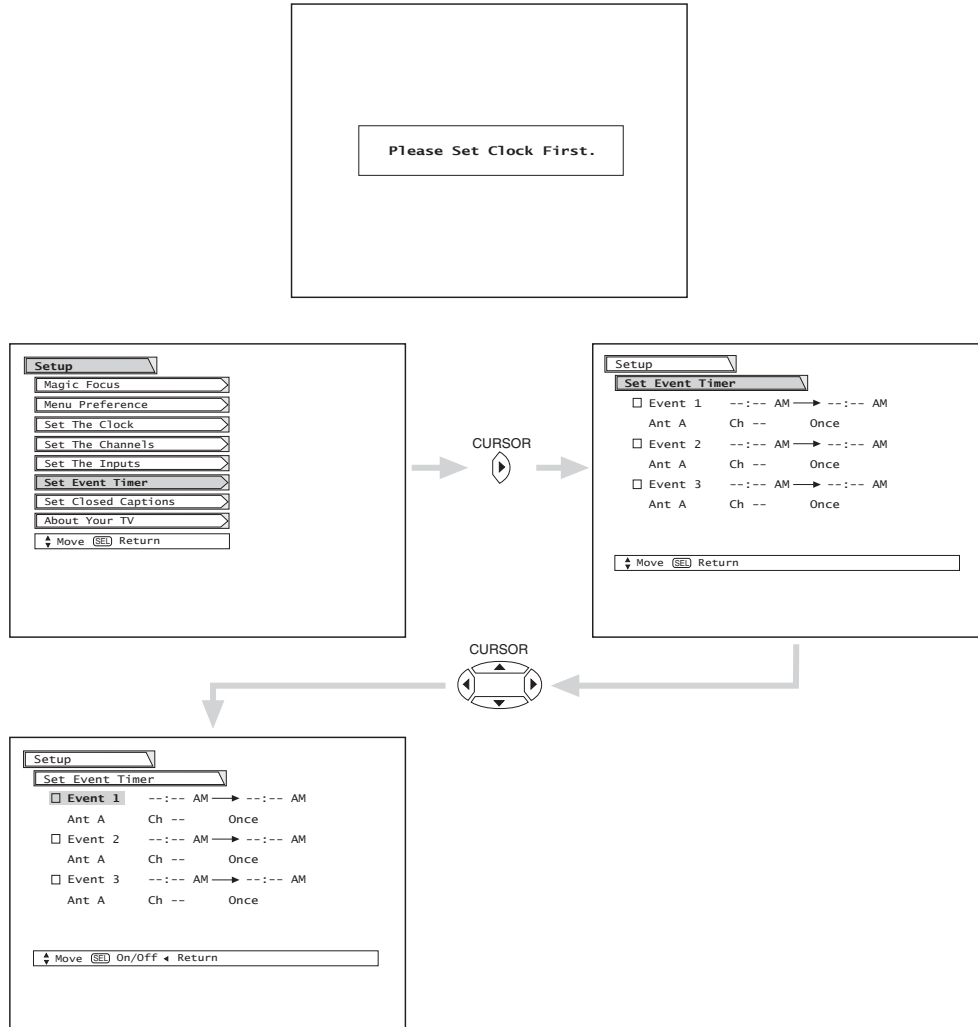 Please Set Clock First.
Setup
Magic Focus
Menu Preference
Set The Clock
Set The Channels
Set The Inputs
Set Event Timer
Set Closed Captions
About Your TV
Move SEL Return
CURSOR
Setup
Set Event Timer
Event 1 --:-- AM --:-- AM
Ant A Ch -- Once
Event 2 --:-- AM --:-- AM
Ant A Ch -- Once
Event 3 --:-- AM --:-- AM
Ant A Ch -- Once
Move SEL Return
CURSOR
Setup
Set Event Timer
Event 1 --:-- AM --:-- AM
Ant A Ch -- Once
Event 2 --:-- AM --:-- AM
Ant A Ch -- Once
Event 3 --:-- AM --:-- AM
Ant A Ch -- Once
Move SEL On/Off Return